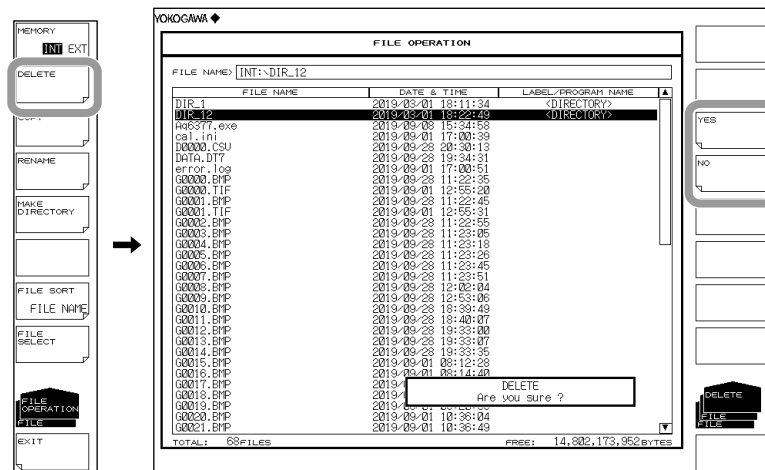 YOKOGAWA
MEMORY
INT EXT
DELETE
COPY
RENAME
MAKE
DIRECTORY
FILE SORT
FILE NAME
FILE
SELECT
FILE
OPERATION
FILE
EXIT
FILE OPERATION
FILE NAME> INT:\DIR_12
FILE NAME DATE & TIME LABEL/PROGRAM NAME
DIR_1 2019/03/01 18:11:34 <DIRECTORY>
DIR_12 2019/03/01 18:22:49 <DIRECTORY>
Aq6377.exe 2019/09/08 15:34:58
cal.ini 2019/09/01 17:00:39
D0000.CSV 2019/09/28 20:30:13
DATA.DT7 2019/09/28 19:34:31
error.log 2019/09/01 17:00:51
G0000.BMP 2019/09/28 11:22:35
G0000.TIF 2019/09/01 12:55:20
G0001.BMP 2019/09/28 11:22:45
G0001.TIF 2019/09/01 12:55:31
G0002.BMP 2019/09/28 11:22:55
G0003.BMP 2019/09/28 11:23:05
G0004.BMP 2019/09/28 11:23:18
G0005.BMP 2019/09/28 11:23:26
G0006.BMP 2019/09/28 11:23:45
G0007.BMP 2019/09/28 11:23:51
G0008.BMP 2019/09/28 12:02:04
G0009.BMP 2019/09/28 12:53:06
G0010.BMP 2019/09/28 18:39:49
G0011.BMP 2019/09/28 18:40:07
G0012.BMP 2019/09/28 19:33:00
G0013.BMP 2019/09/28 19:33:07
G0014.BMP 2019/09/28 19:33:35
G0015.BMP 2019/09/01 08:12:28
G0016.BMP 2019/09/01 08:14:40
G0017.BMP 2019/
G0018.BMP 2019/
G0019.BMP 2019/
G0020.BMP 2019/09/01 10:36:04
G0021.BMP 2019/09/01 10:36:49
DELETE
Are you sure ?
TOTAL: 68FILES FREE: 14,802,173,952BYTES
YES
NO
DELETE
FILE
FILE